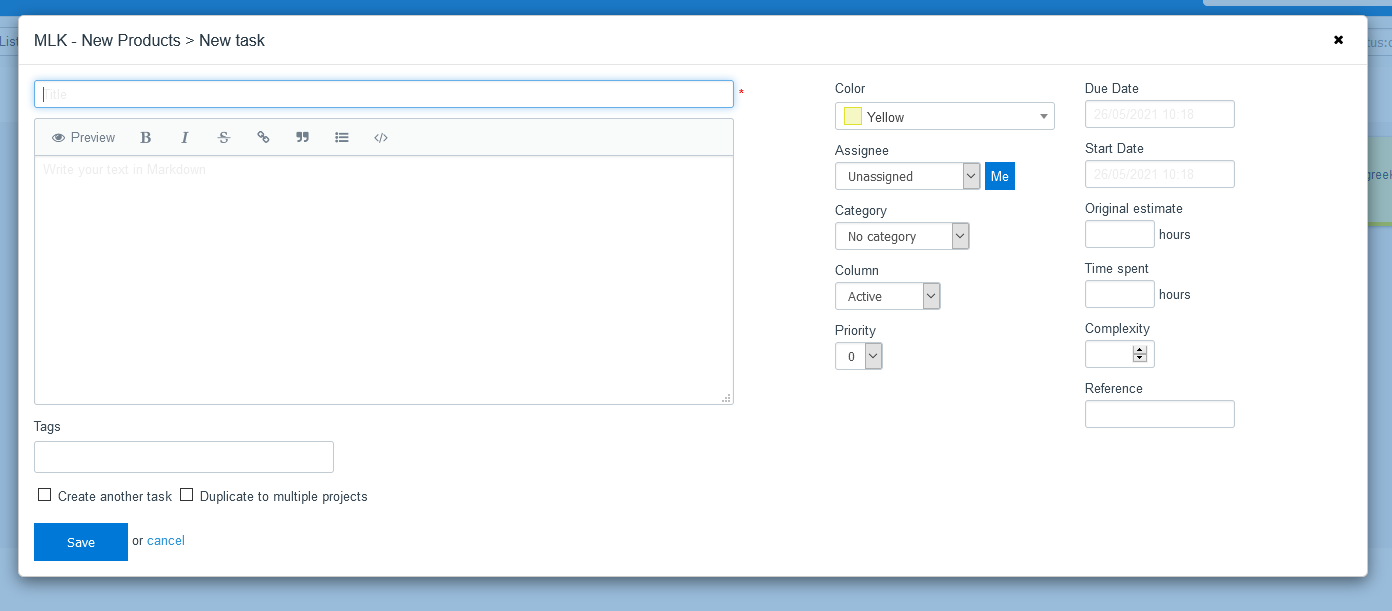 List
MLK - New Products > New task
✖
Title
*
Preview B I S </>
Write your text in Markdown
Tags
Create another task
Duplicate to multiple projects
Save or cancel
Color
Yellow
Assignee
Unassigned
Me
Category
No category
Column
Active
Priority
0
Due Date
26/05/2021 10:18
Start Date
26/05/2021 10:18
Original estimate
hours
Time spent
hours
Complexity
Reference